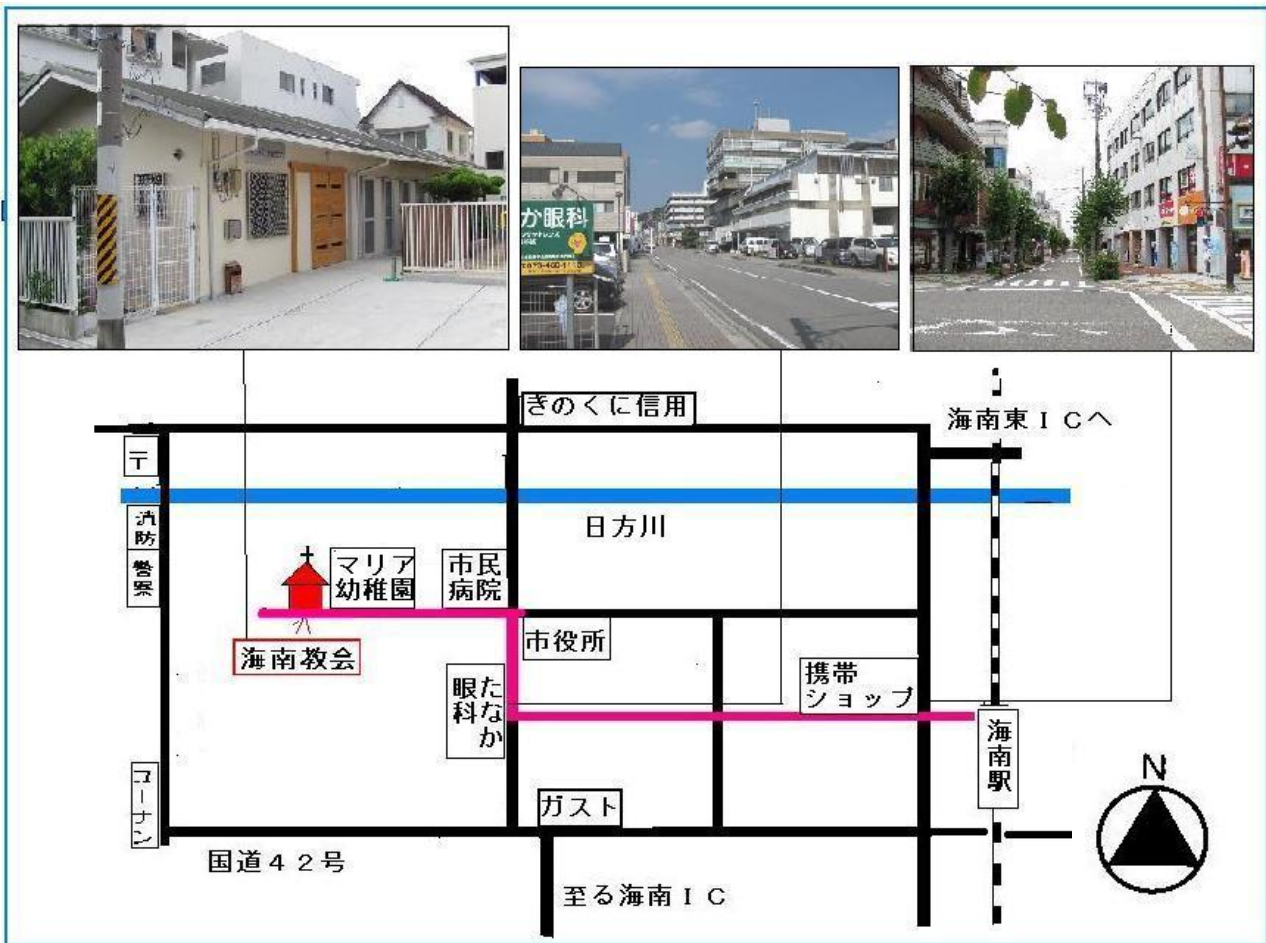 か眼科
きのくに信用
海南東ＩＣへ
〒
日方川
消防
警察
マリア
幼稚園
市民
病院
市役所
海南教会
たなか
眼科
携帯
ショップ
海南駅
N
コーナン
ガスト
国道４２号
至る海南ＩＣ